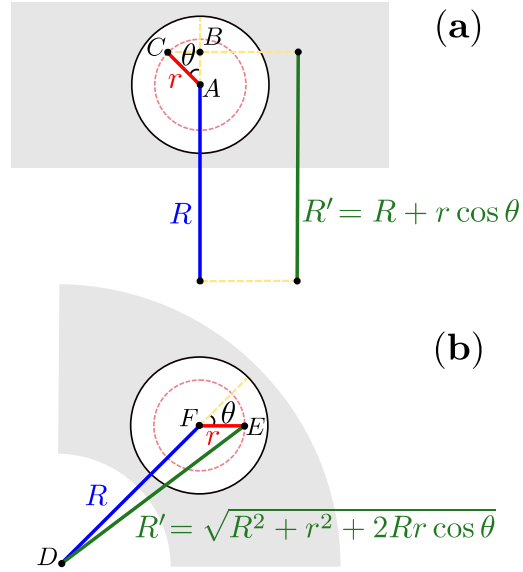 (a)
C
B
θ
r
A
R
R′ = R + r cos θ
(b)
F
θ
r
E
R
R′ = √(R² + r² + 2Rr cos θ)
D